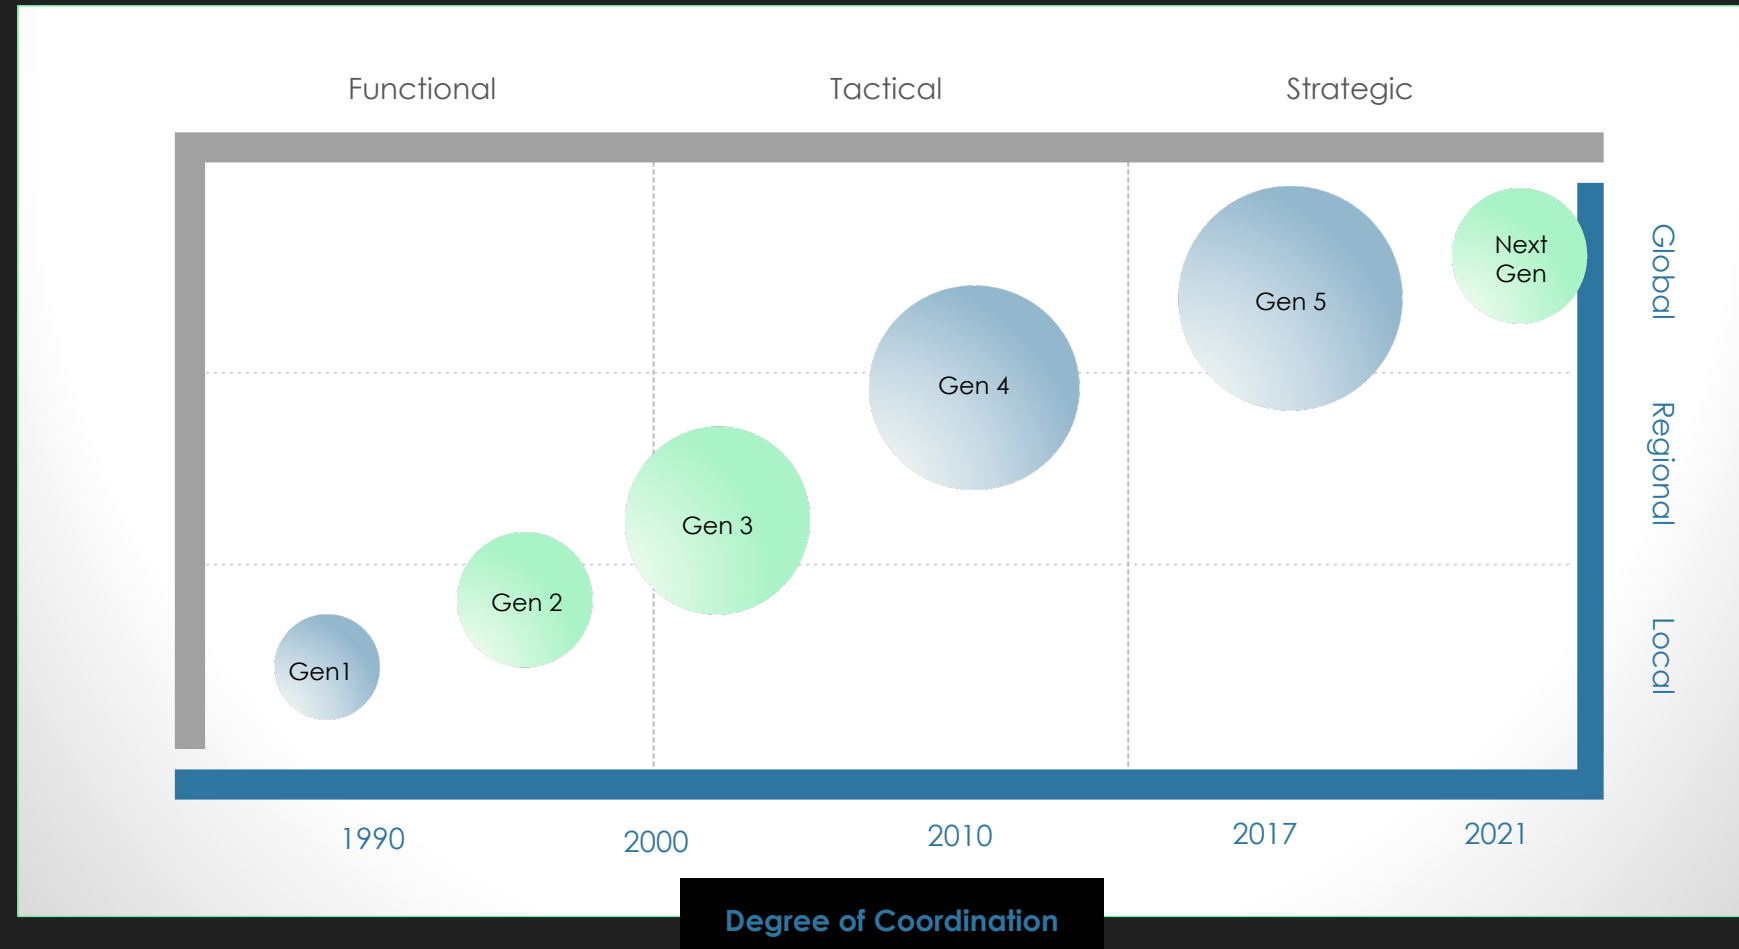 Functional
Tactical
Strategic
Global
Regional
Local
Next
Gen
Gen 5
Gen 4
Gen 3
Gen 2
Gen1
1990
2000
2010
2017
2021
Degree of Coordination